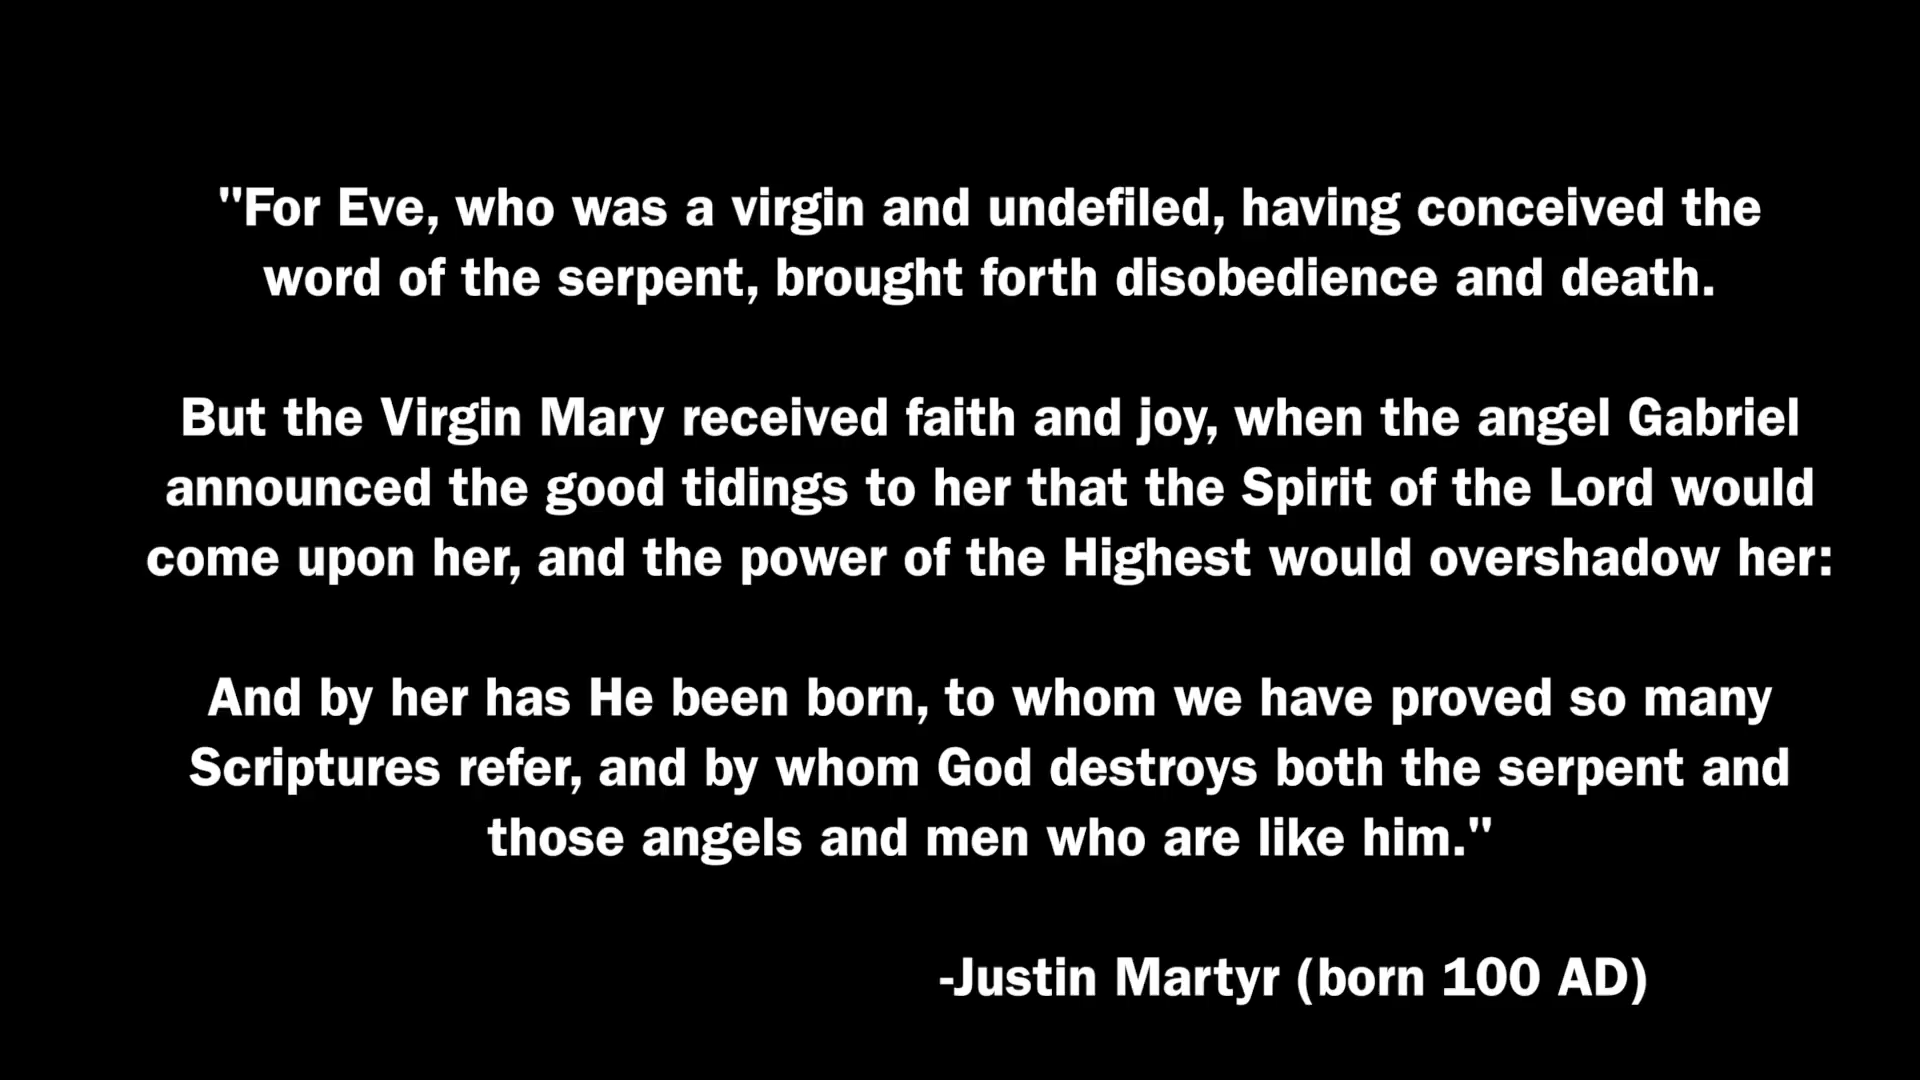 "For Eve, who was a virgin and undefiled, having conceived the
word of the serpent, brought forth disobedience and death.
But the Virgin Mary received faith and joy, when the angel Gabriel
announced the good tidings to her that the Spirit of the Lord would
come upon her, and the power of the Highest would overshadow her:
And by her has He been born, to whom we have proved so many
Scriptures refer, and by whom God destroys both the serpent and
those angels and men who are like him."
-Justin Martyr (born 100 AD)